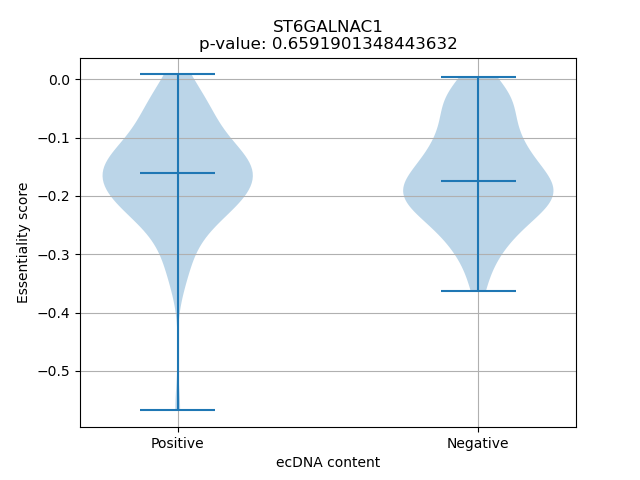 ST6GALNAC1
p-value: 0.6591901348443632
0.0
−0.1
−0.2
−0.3
−0.4
−0.5
Essentiality score
Positive
Negative
ecDNA content